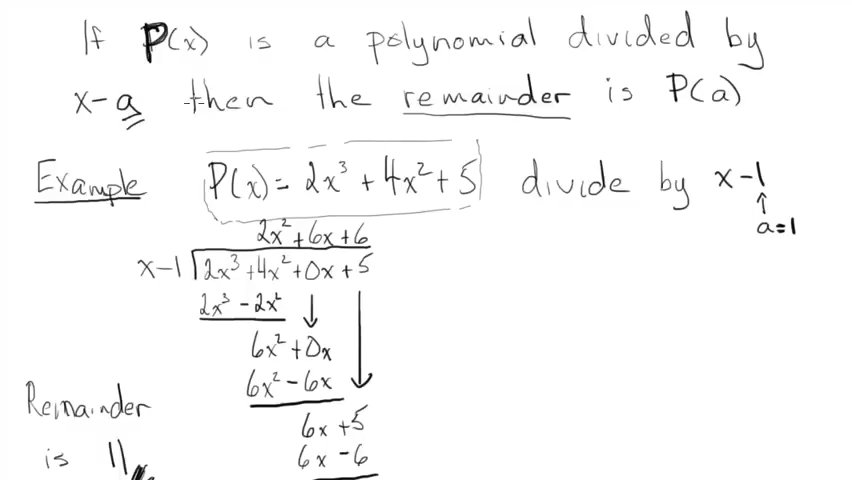 If P(x) is a polynomial divided by
x-a then the remainder is P(a)
Example P(x)= 2x³ + 4x² + 5 divide by x-1
↑
a=1
2x² + 6x + 6
x-1 2x³ + 4x² + 0x + 5
2x³ - 2x²
6x² + 0x
6x² - 6x
6x + 5
6x - 6
Remainder
is 11